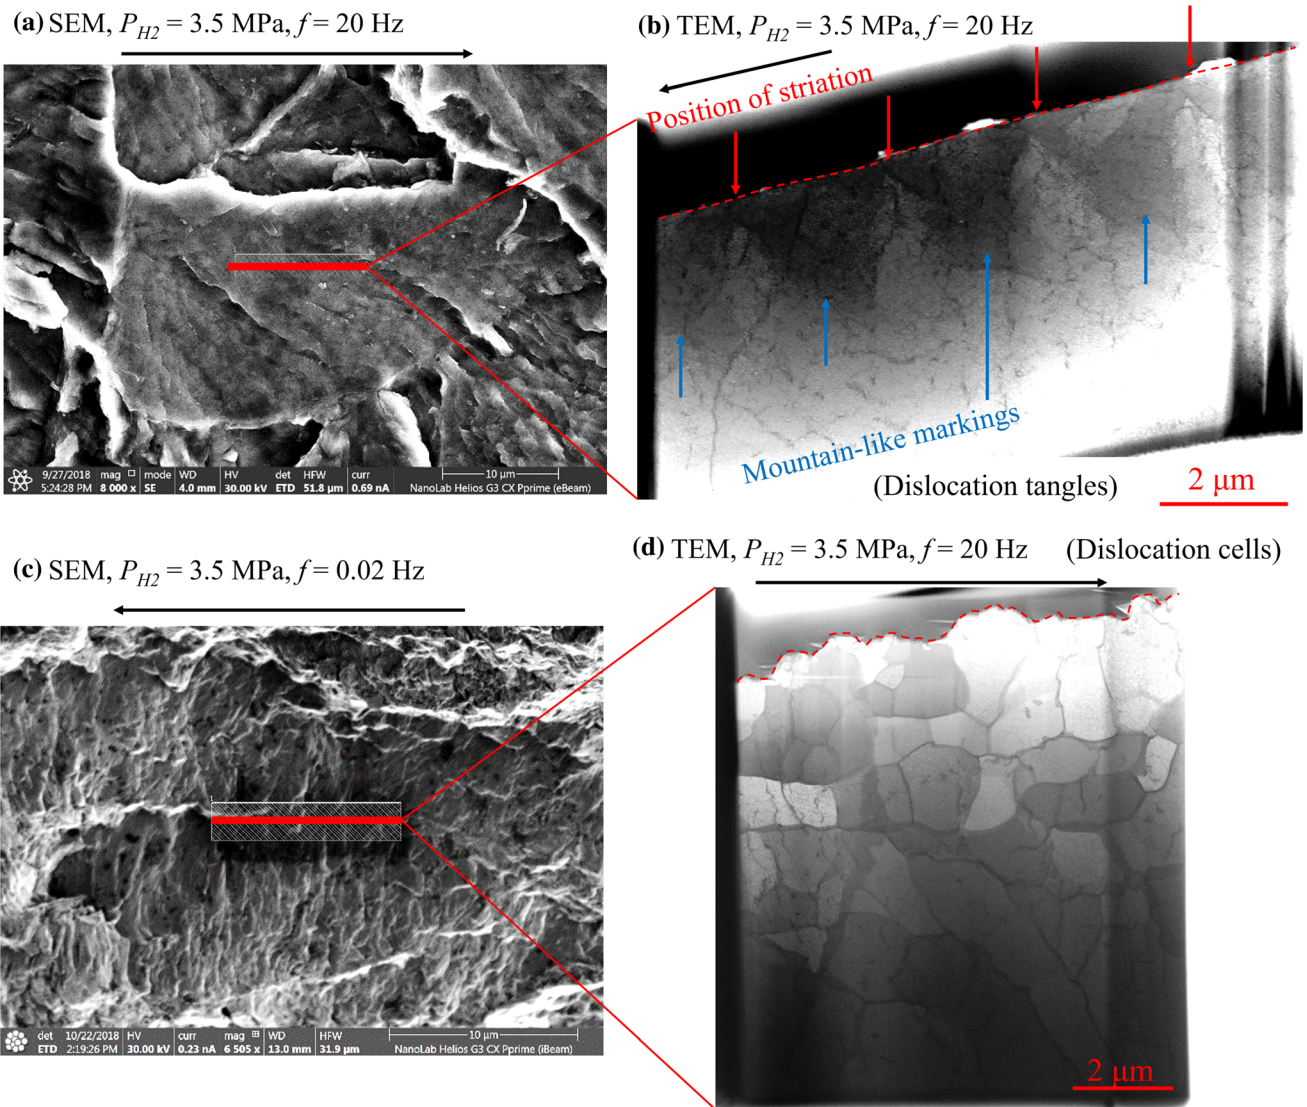 (a) SEM, P_H2 = 3.5 MPa, f = 20 Hz
(b) TEM, P_H2 = 3.5 MPa, f = 20 Hz
Position of striation
Mountain-like markings
(Dislocation tangles)
2 μm
9/27/2018 mag □ mode WD HV det HFW curr
5:24:28 PM 8 000 x SE 4.0 mm 30.00 kV ETD 51.8 μm 0.69 nA
10 μm
NanoLab Helios G3 CX Pprime (eBeam)
(c) SEM, P_H2 = 3.5 MPa, f = 0.02 Hz
(d) TEM, P_H2 = 3.5 MPa, f = 20 Hz (Dislocation cells)
2 μm
det 10/22/2018 HV curr mag ⊞ WD HFW
ETD 2:19:26 PM 30.00 kV 0.23 nA 6 505 x 13.0 mm 31.9 μm
10 μm
NanoLab Helios G3 CX Pprime (iBeam)